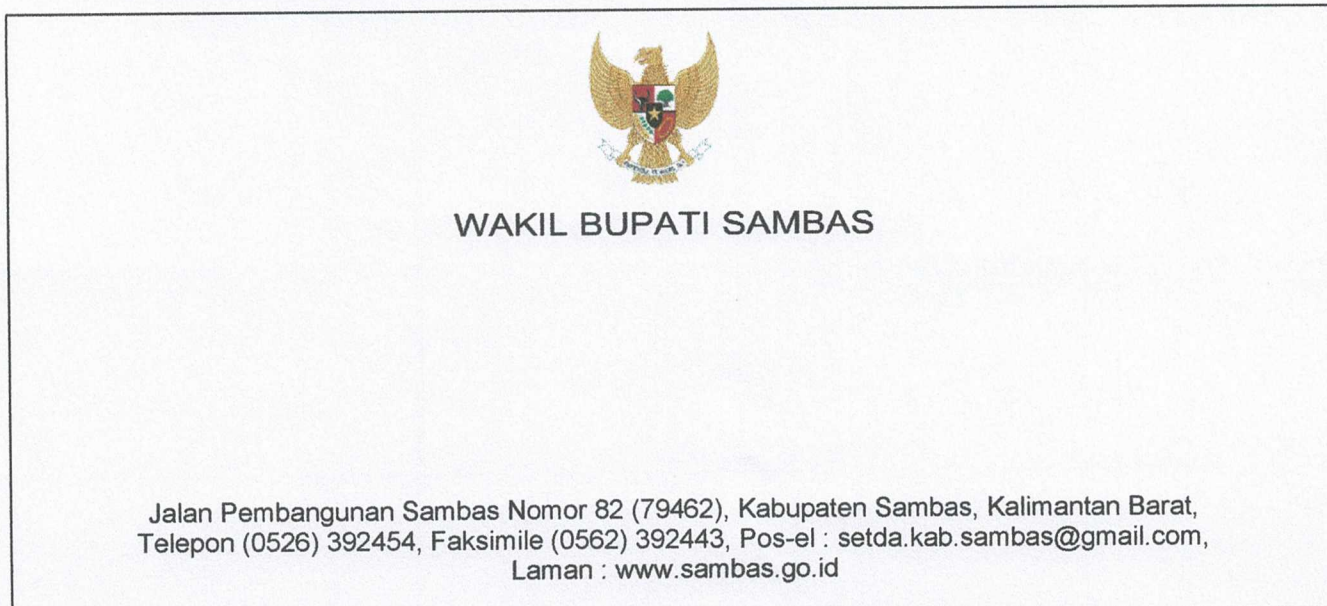 WAKIL BUPATI SAMBAS
Jalan Pembangunan Sambas Nomor 82 (79462), Kabupaten Sambas, Kalimantan Barat,
Telepon (0526) 392454, Faksimile (0562) 392443, Pos-el : setda.kab.sambas@gmail.com,
Laman : www.sambas.go.id